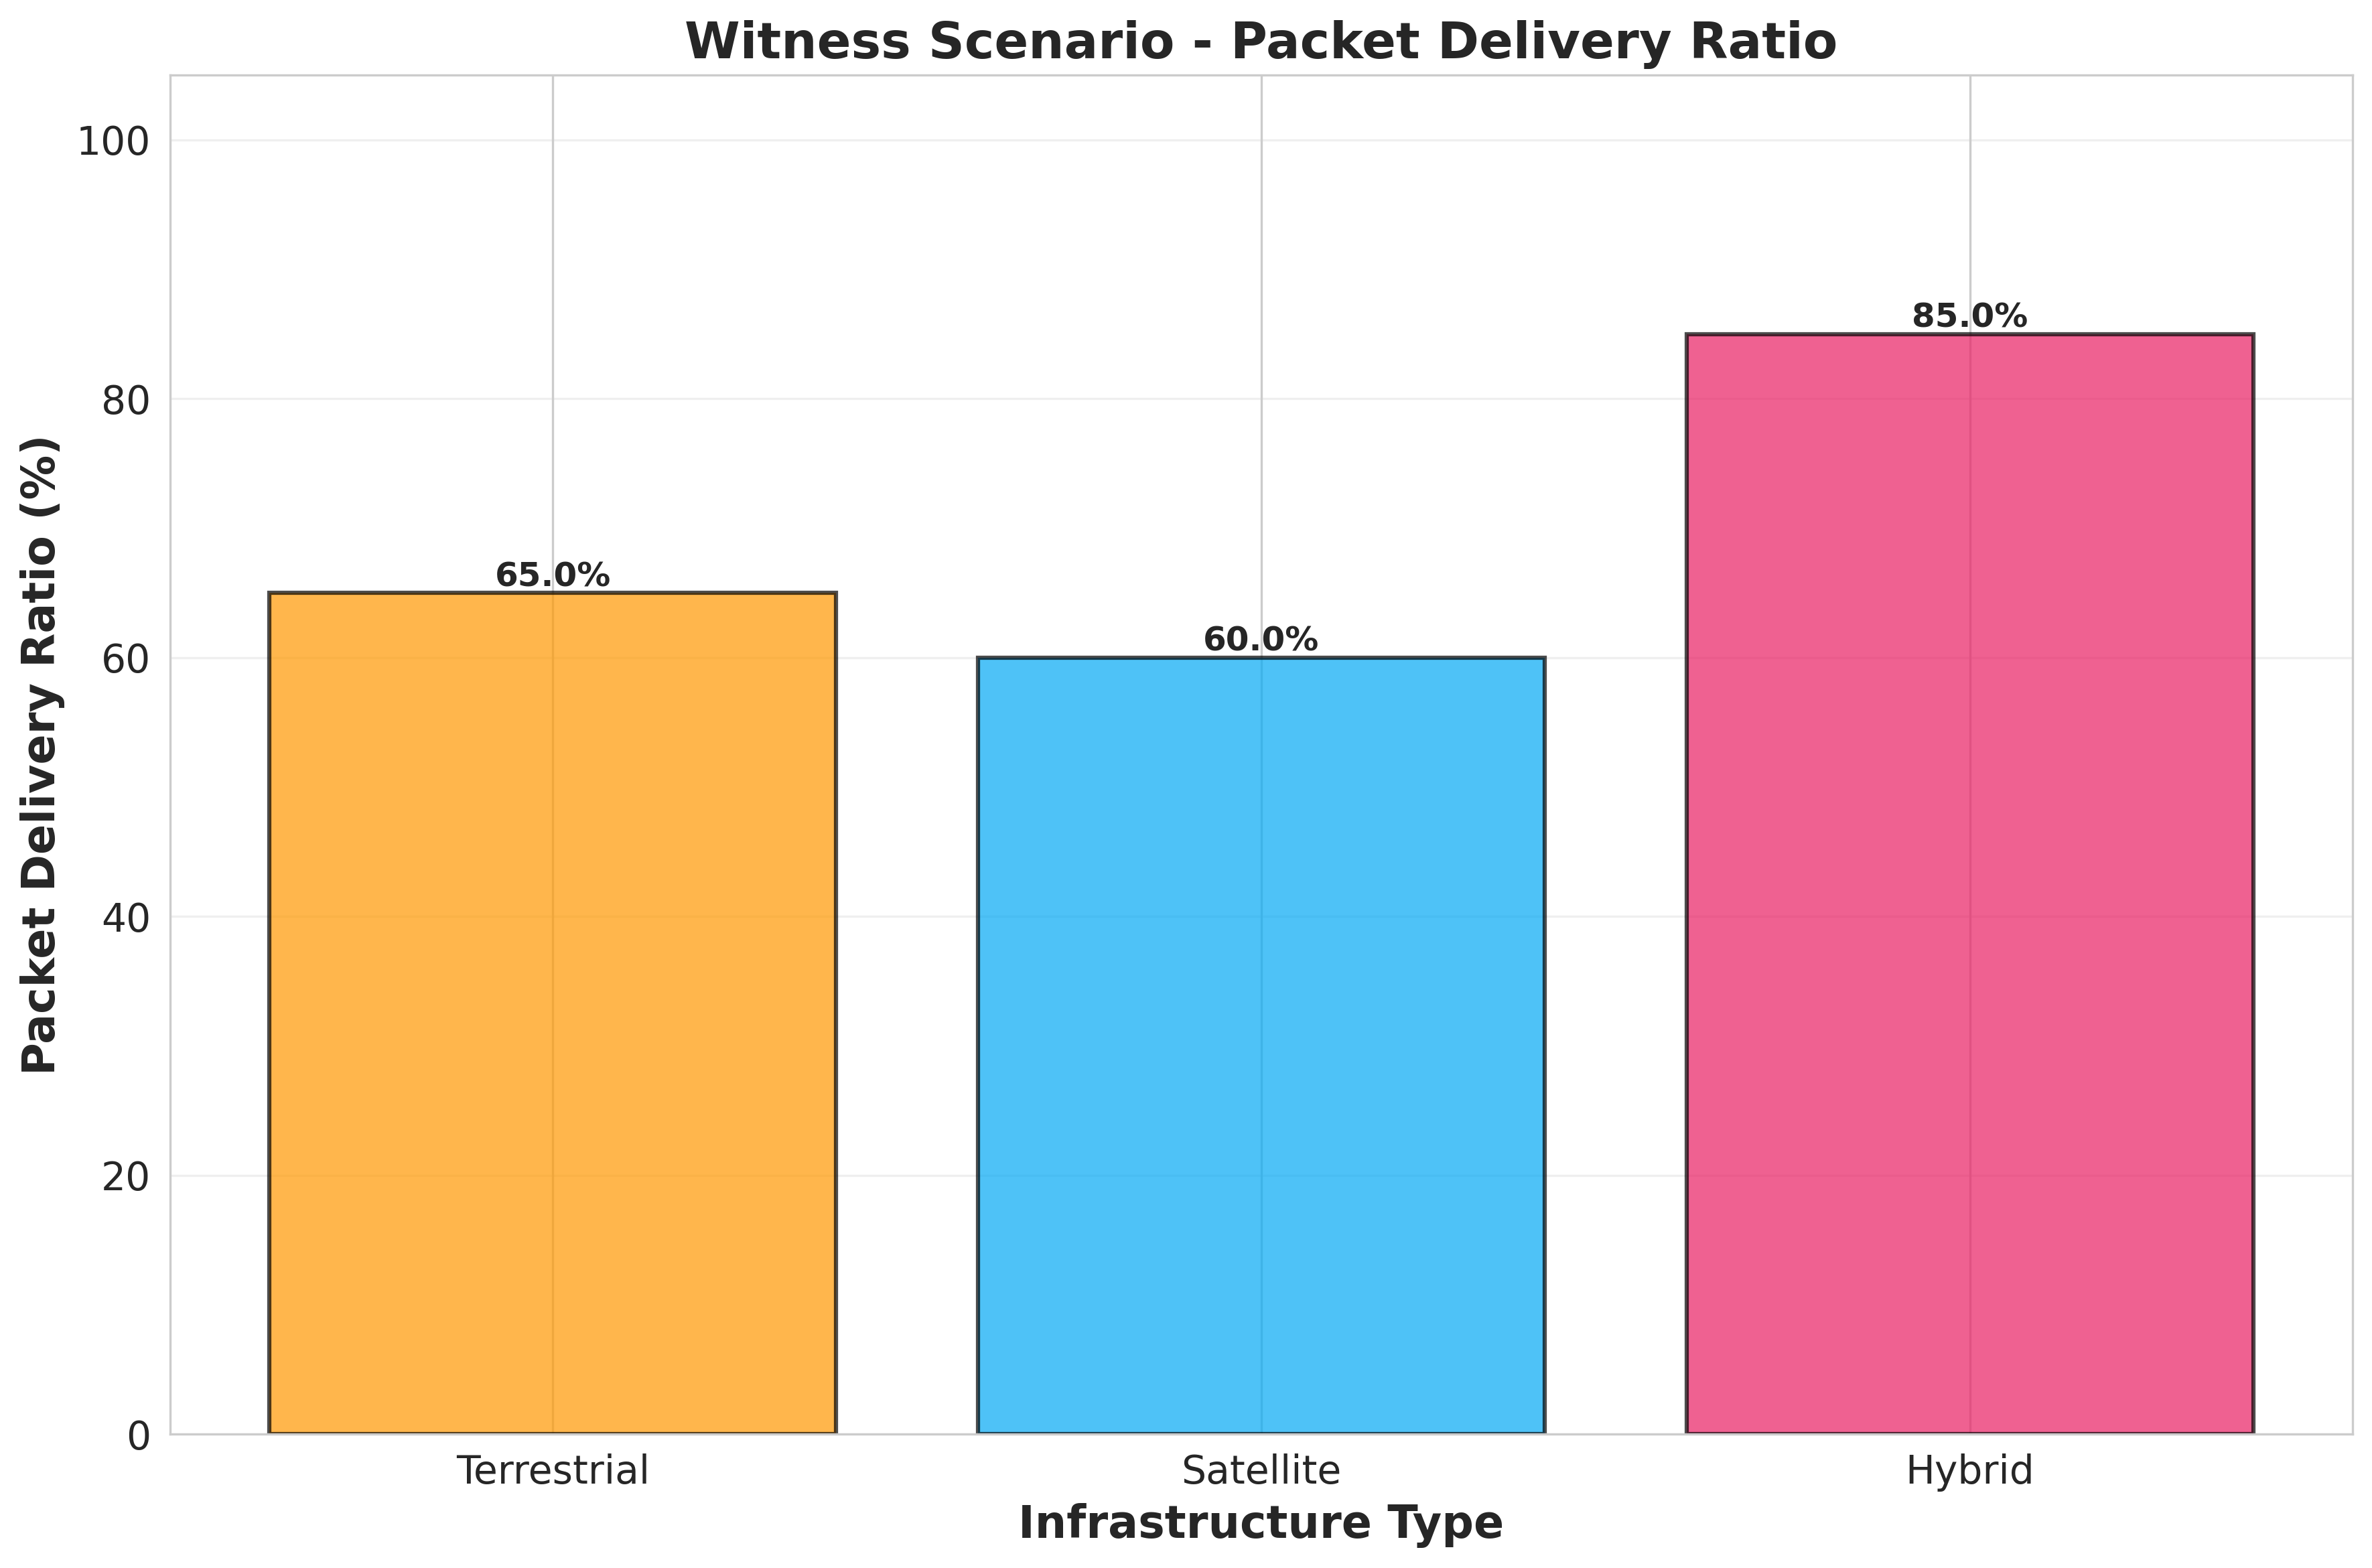 Witness Scenario - Packet Delivery Ratio
Packet Delivery Ratio (%)
100
80
60
40
20
0
65.0%
60.0%
85.0%
Terrestrial
Satellite
Hybrid
Infrastructure Type